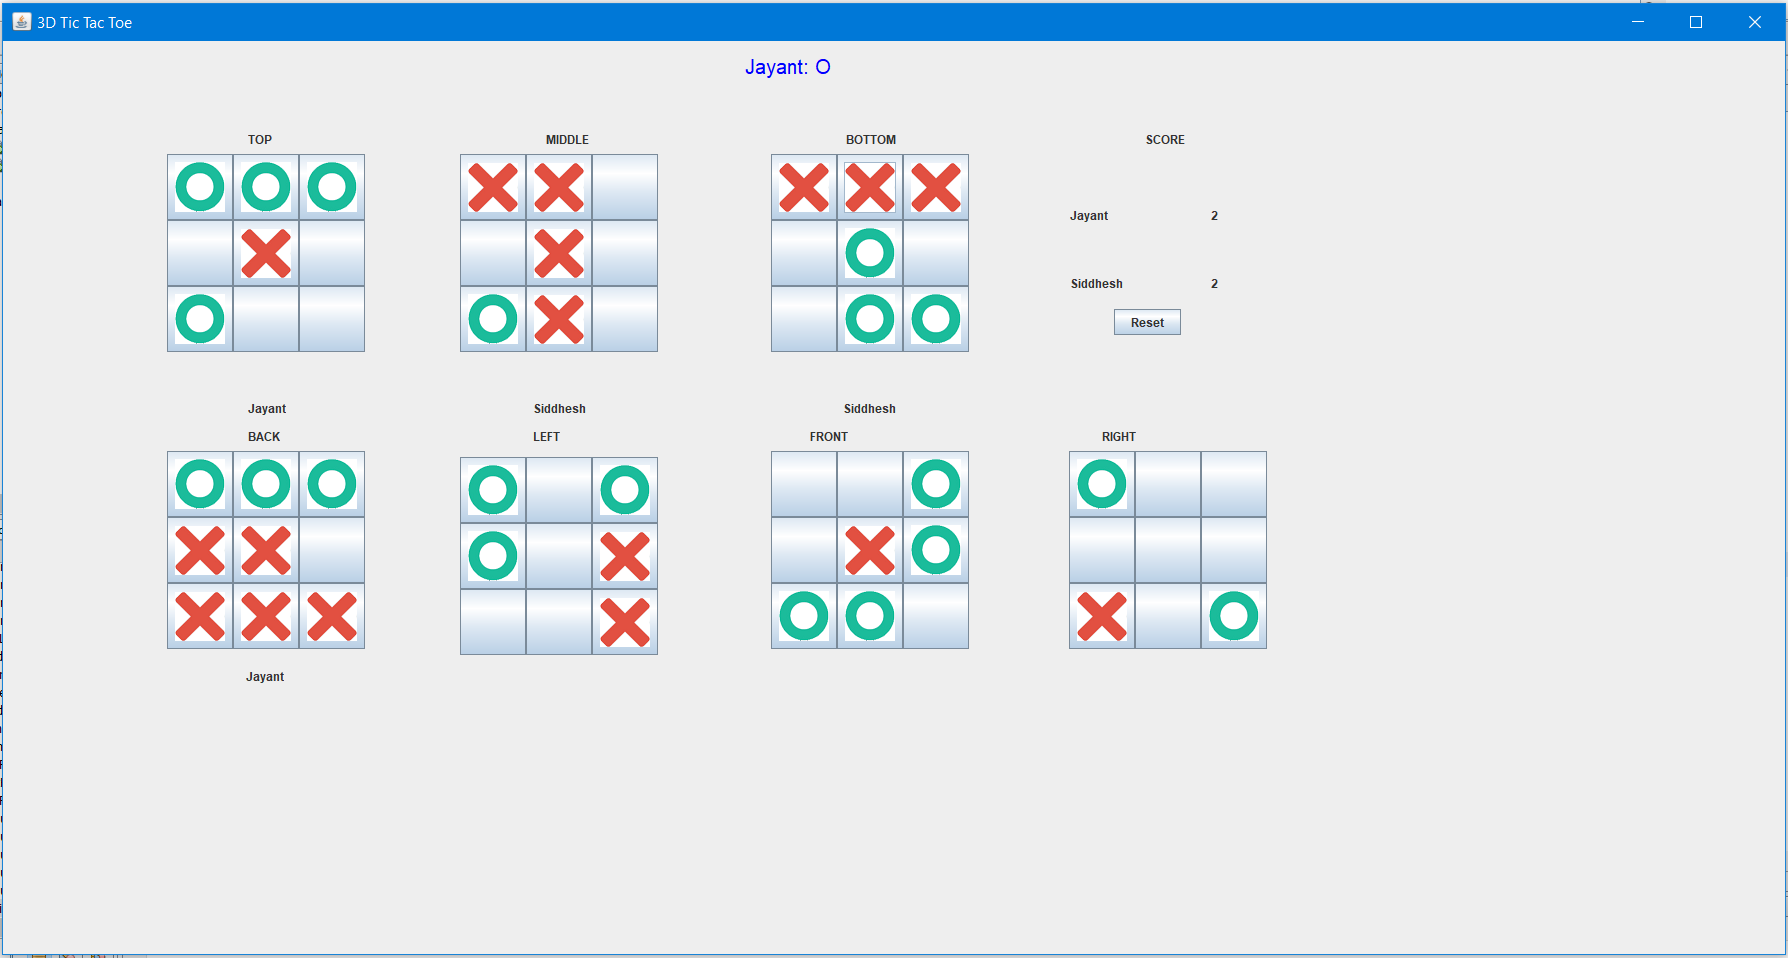 3D Tic Tac Toe
Jayant: O
TOP
MIDDLE
BOTTOM
SCORE
Jayant 2
Siddhesh 2
Reset
Jayant
Siddhesh
Siddhesh
BACK
LEFT
FRONT
RIGHT
Jayant